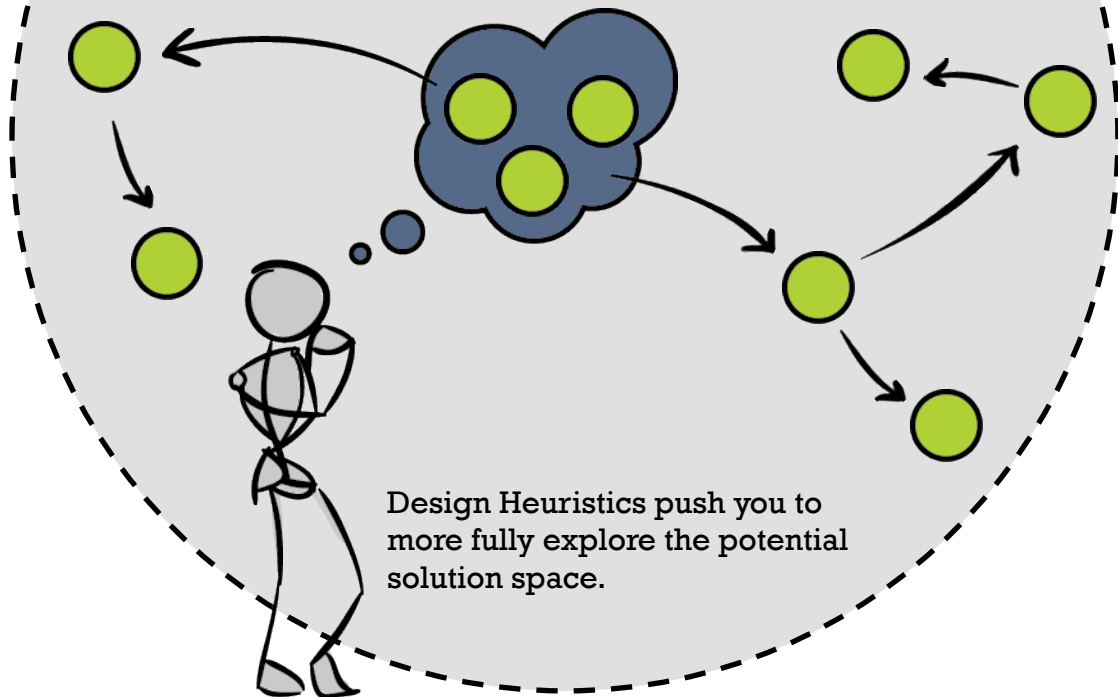 Design Heuristics push you to
more fully explore the potential
solution space.